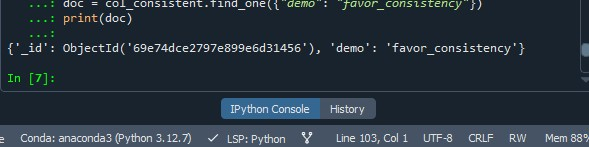 ...: doc = col_consistent.find_one({"demo": "favor_consistency"})
...: print(doc)
...:
{'_id': ObjectId('69e74dce2797e899e6d31456'), 'demo': 'favor_consistency'}
In [7]:
IPython Console History
Conda: anaconda3 (Python 3.12.7) LSP: Python Line 103, Col 1 UTF-8 CRLF RW Mem 88%